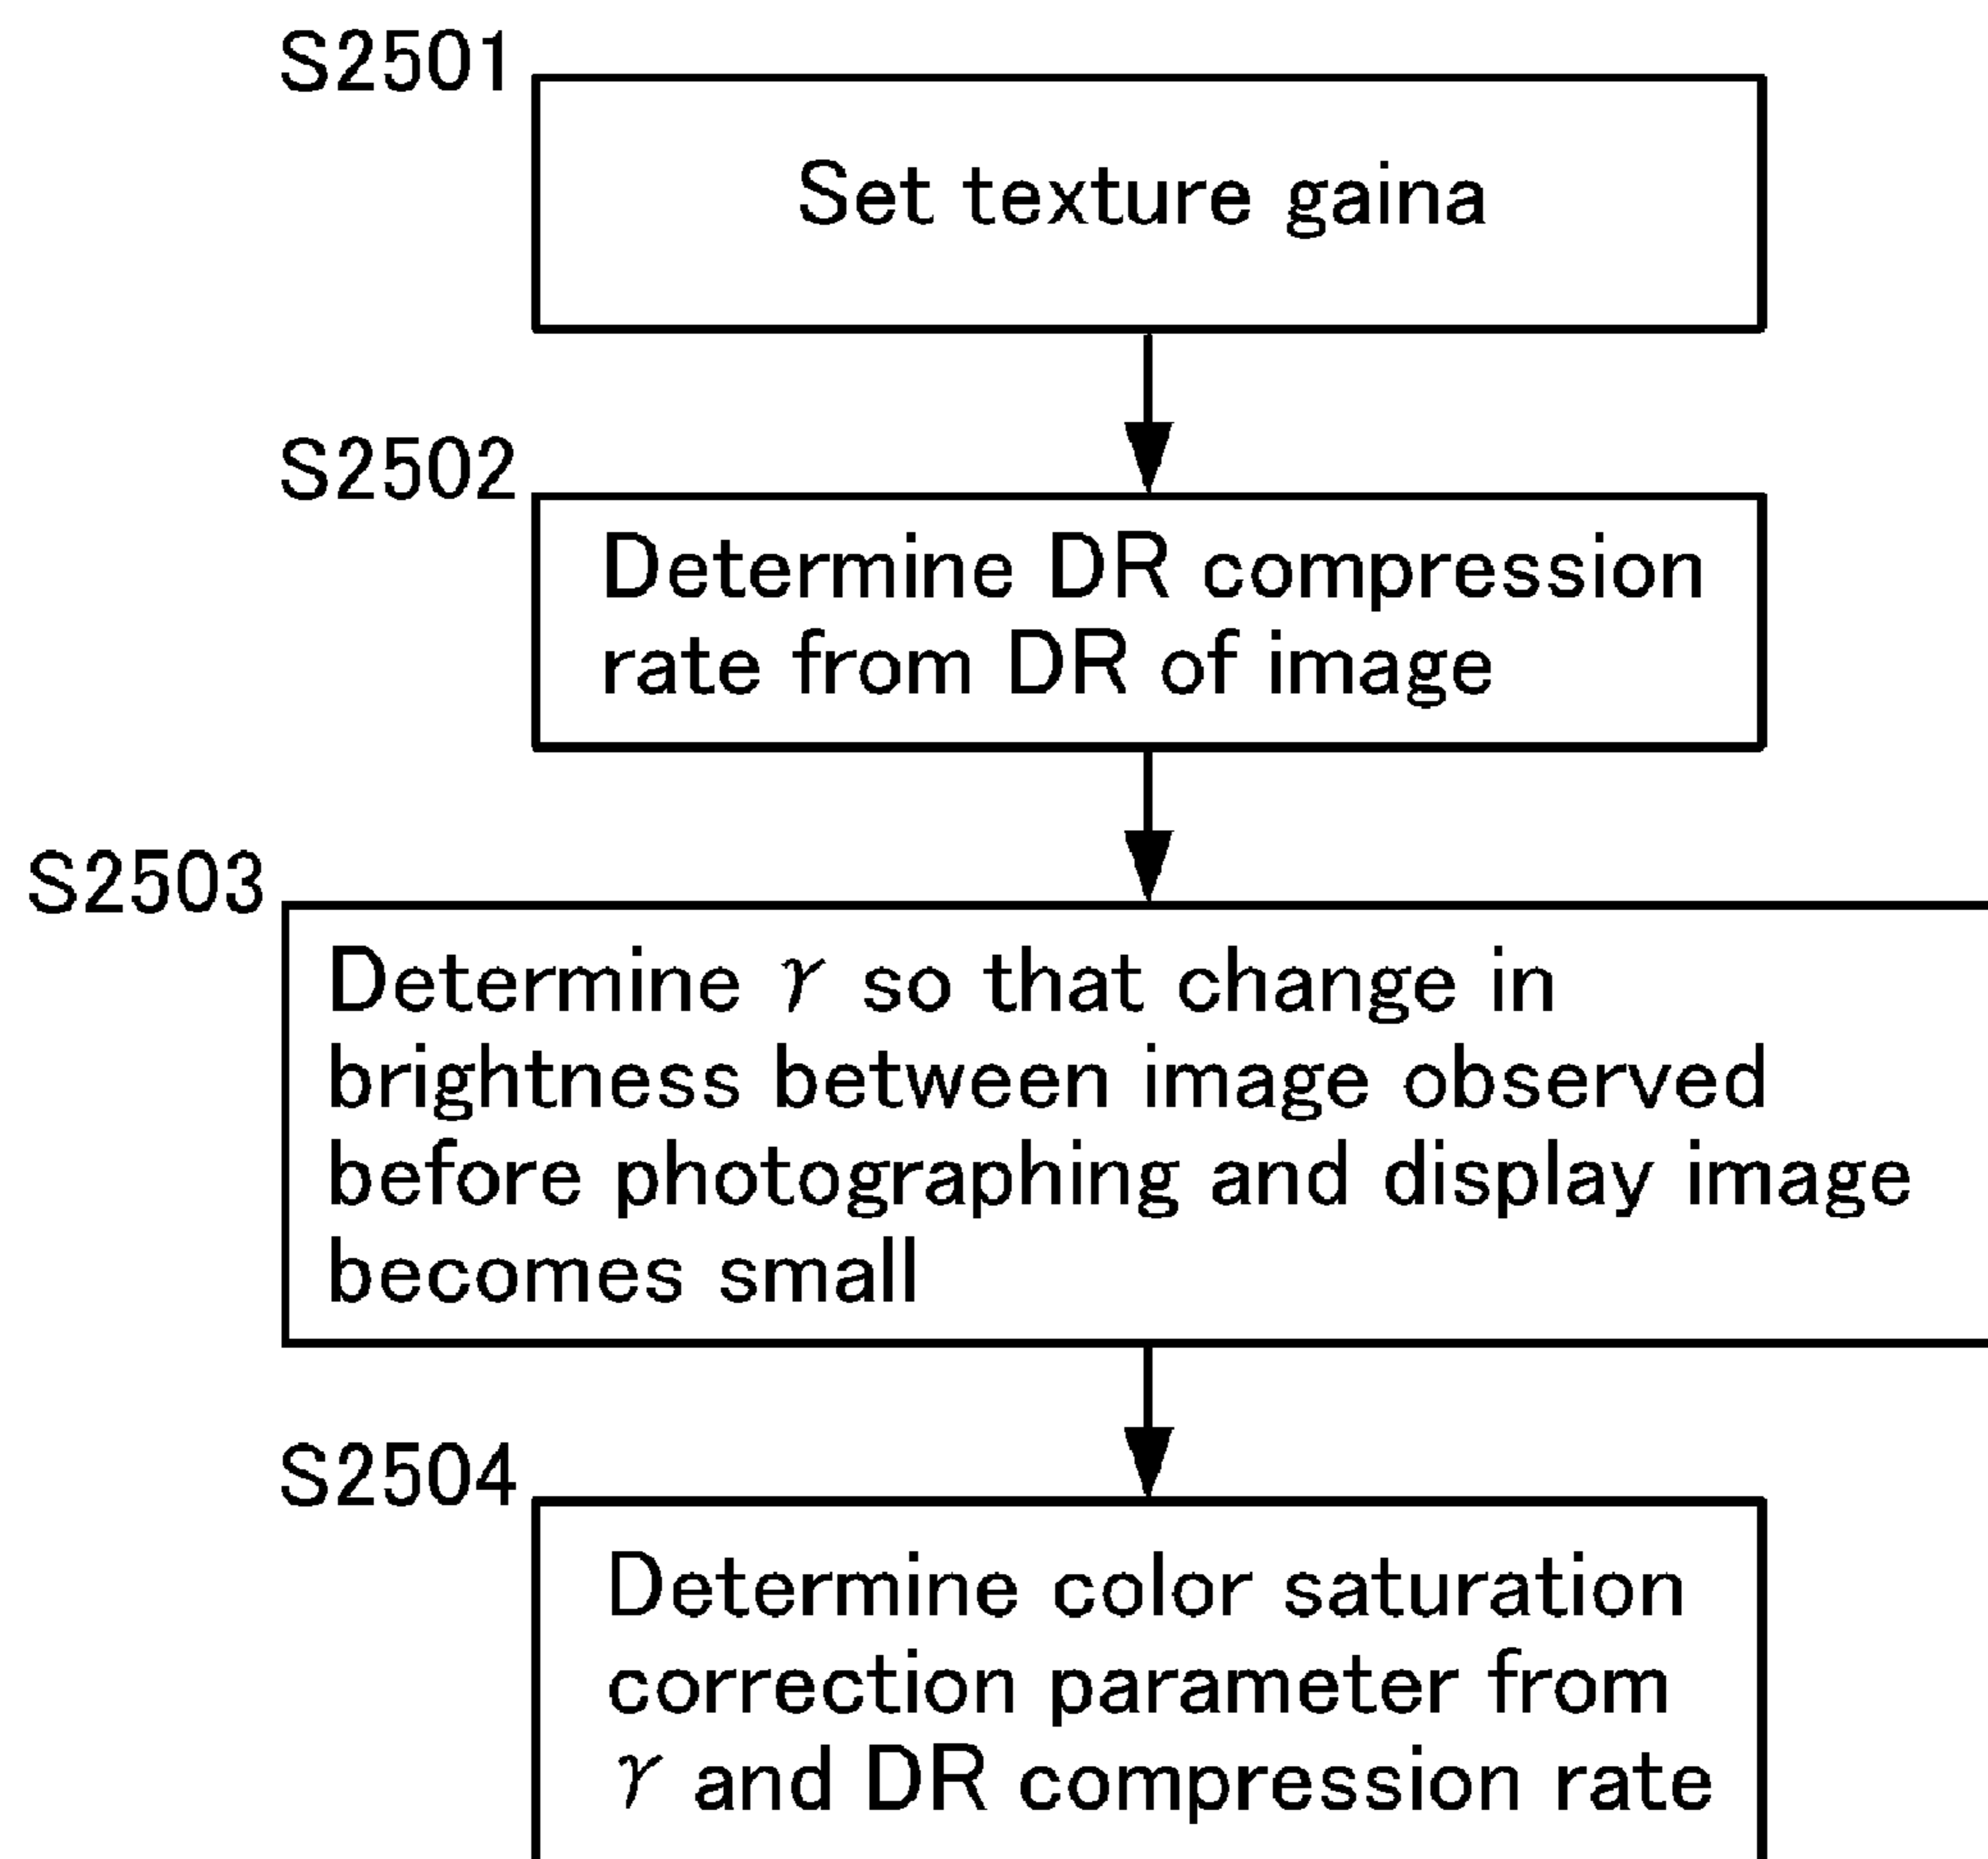 S2501
Set texture gaina
S2502
Determine DR compression
rate from DR of image
S2503
Determine γ so that change in
brightness between image observed
before photographing and display image
becomes small
S2504
Determine color saturation
correction parameter from
γ and DR compression rate